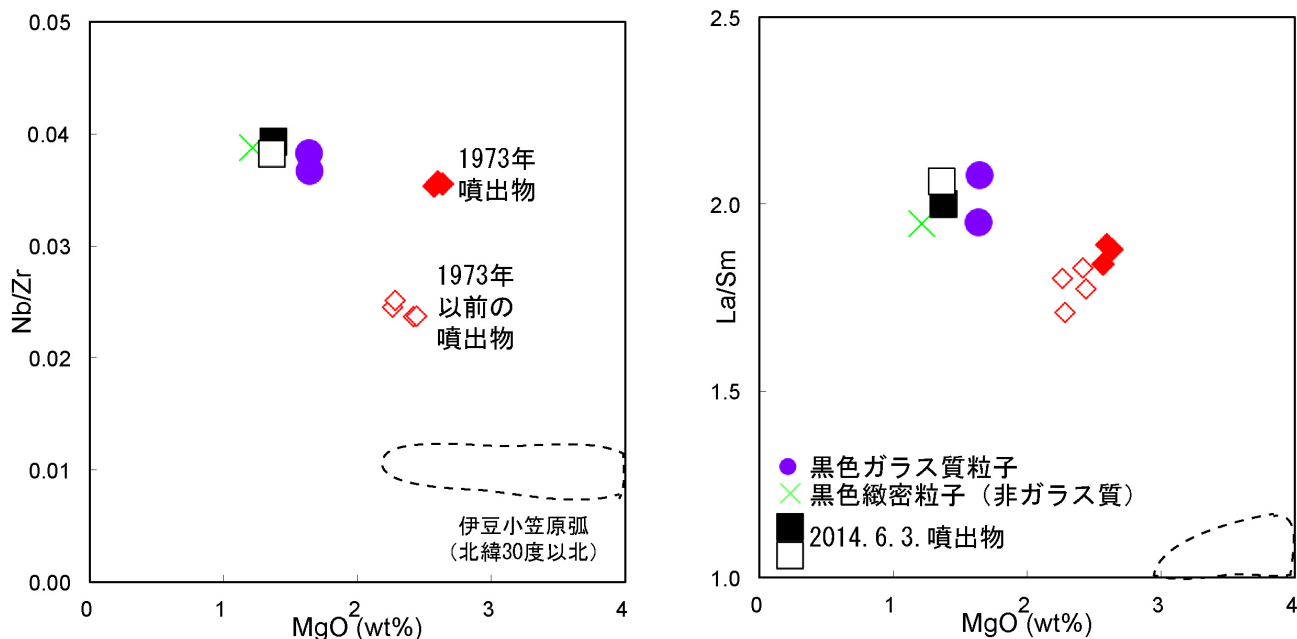 0.05
0.04
0.03
0.02
0.01
0.00
Nb/Zr
0
1
2
3
4
MgO (wt%)
1973年
噴出物
1973年
以前の
噴出物
伊豆小笠原弧
(北緯30度以北)
2.5
2.0
1.5
1.0
La/Sm
0
1
2
3
4
MgO (wt%)
黒色ガラス質粒子
黒色緻密粒子（非ガラス質）
2014.6.3.噴出物